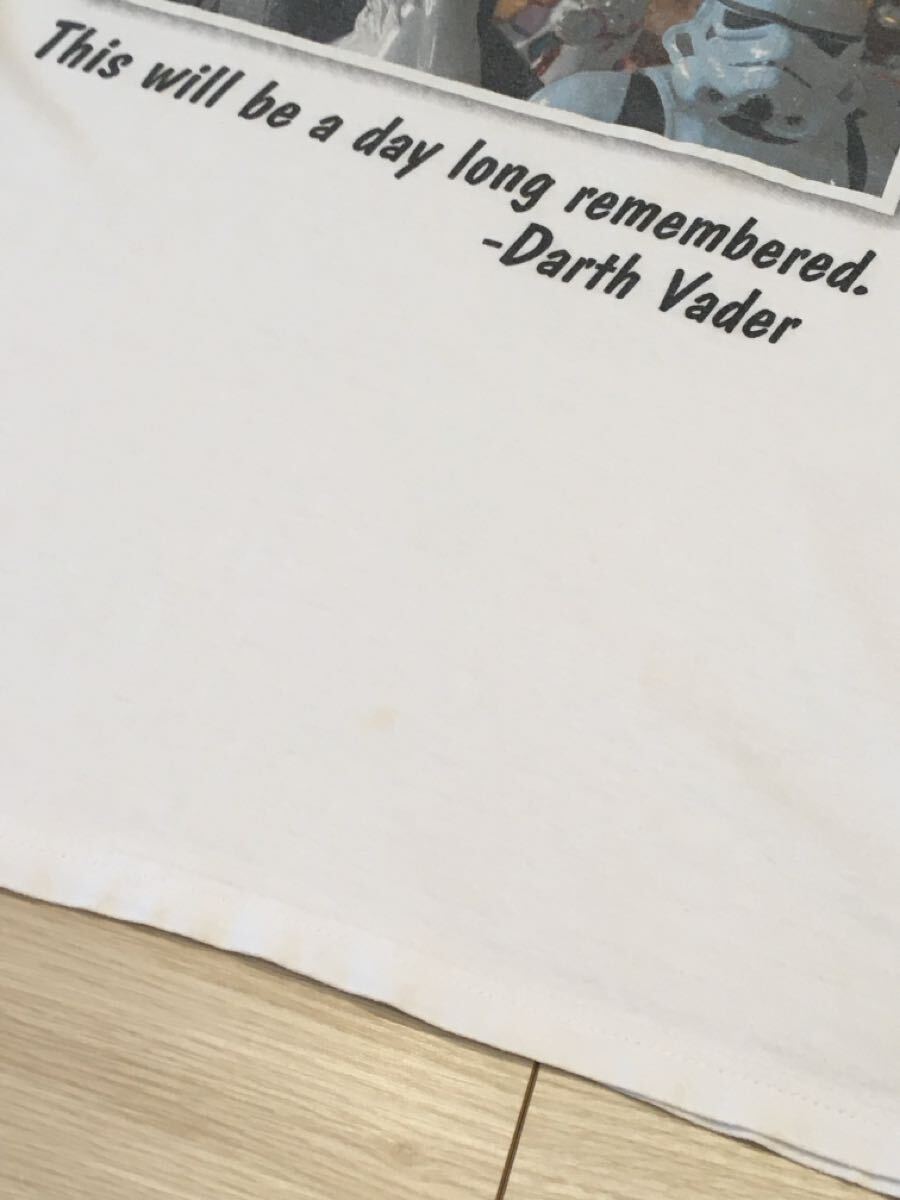 This will be a day long remembered.
-Darth Vader